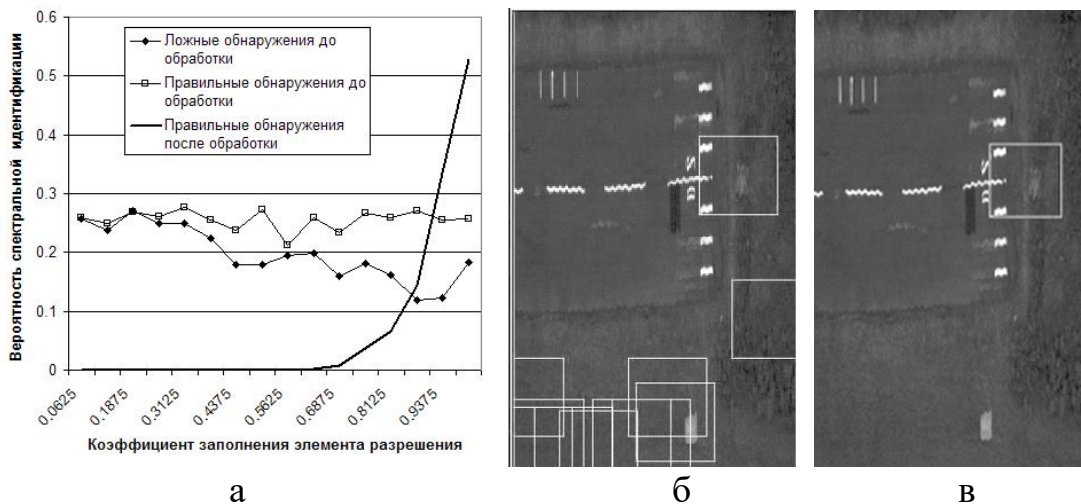 0.6
0.5
0.4
0.3
0.2
0.1
0
Вероятность спектральной идентификации
Ложные обнаружения до
обработки
Правильные обнаружения до
обработки
Правильные обнаружения
после обработки
0.0625
0.1875
0.3125
0.4375
0.5625
0.6875
0.8125
0.9375
Коэффициент заполнения элемента разрешения
а
б
в